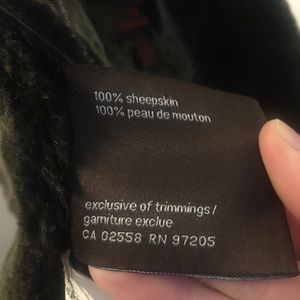 100% sheepskin
100% peau de mouton
exclusive of trimmings /
garniture exclue
CA 02558 RN 97205